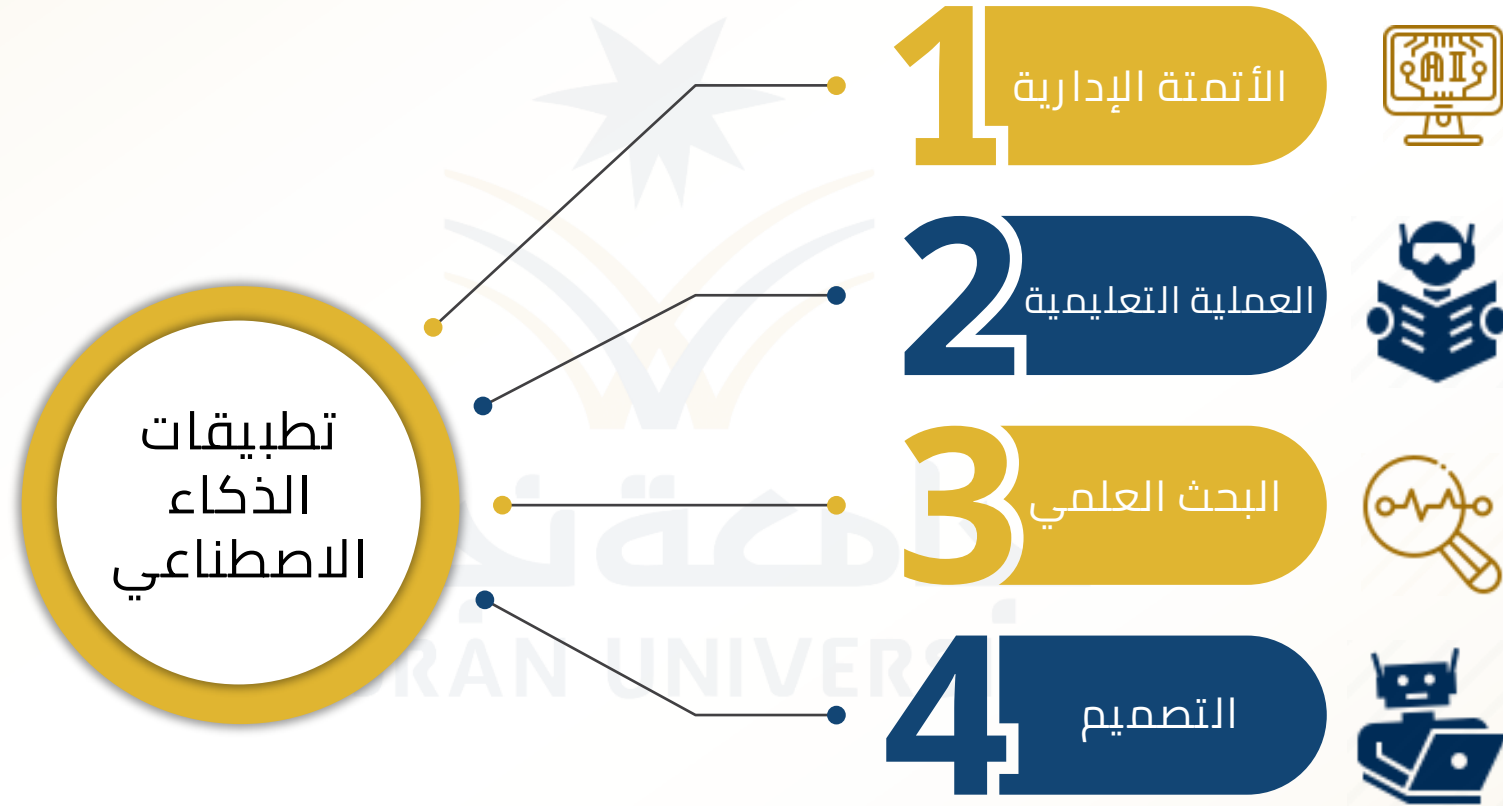 1
الأتمتة الإدارية
AI
2
العملية التعليمية
تطبيقات
الذكاء
الاصطناعي
3
البحث العلمي
4
التصميم